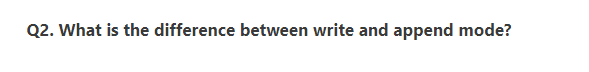 Q2. What is the difference between write and append mode?